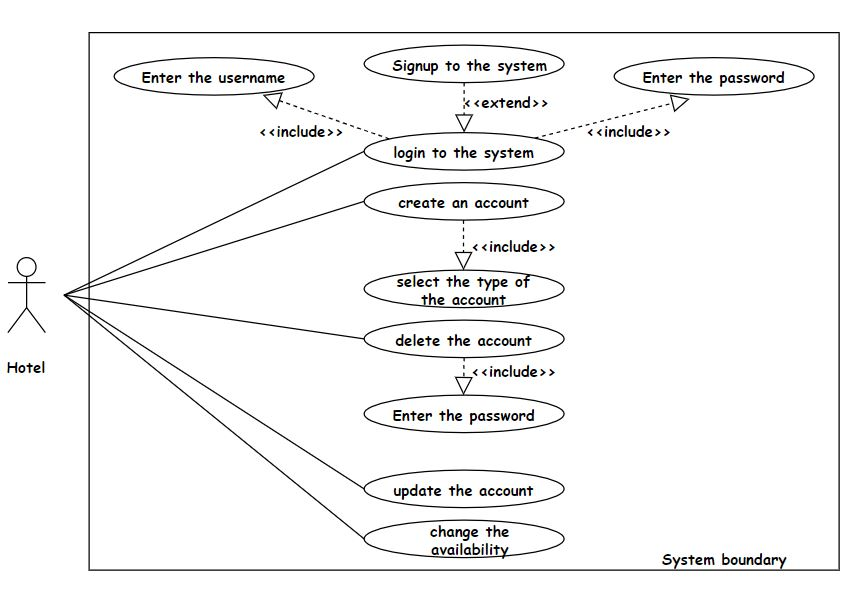 Signup to the system
Enter the username
Enter the password
<<extend>>
<<include>>
<<include>>
login to the system
create an account
<<include>>
select the type of
the account
delete the account
Hotel
<<include>>
Enter the password
update the account
change the
availability
System boundary